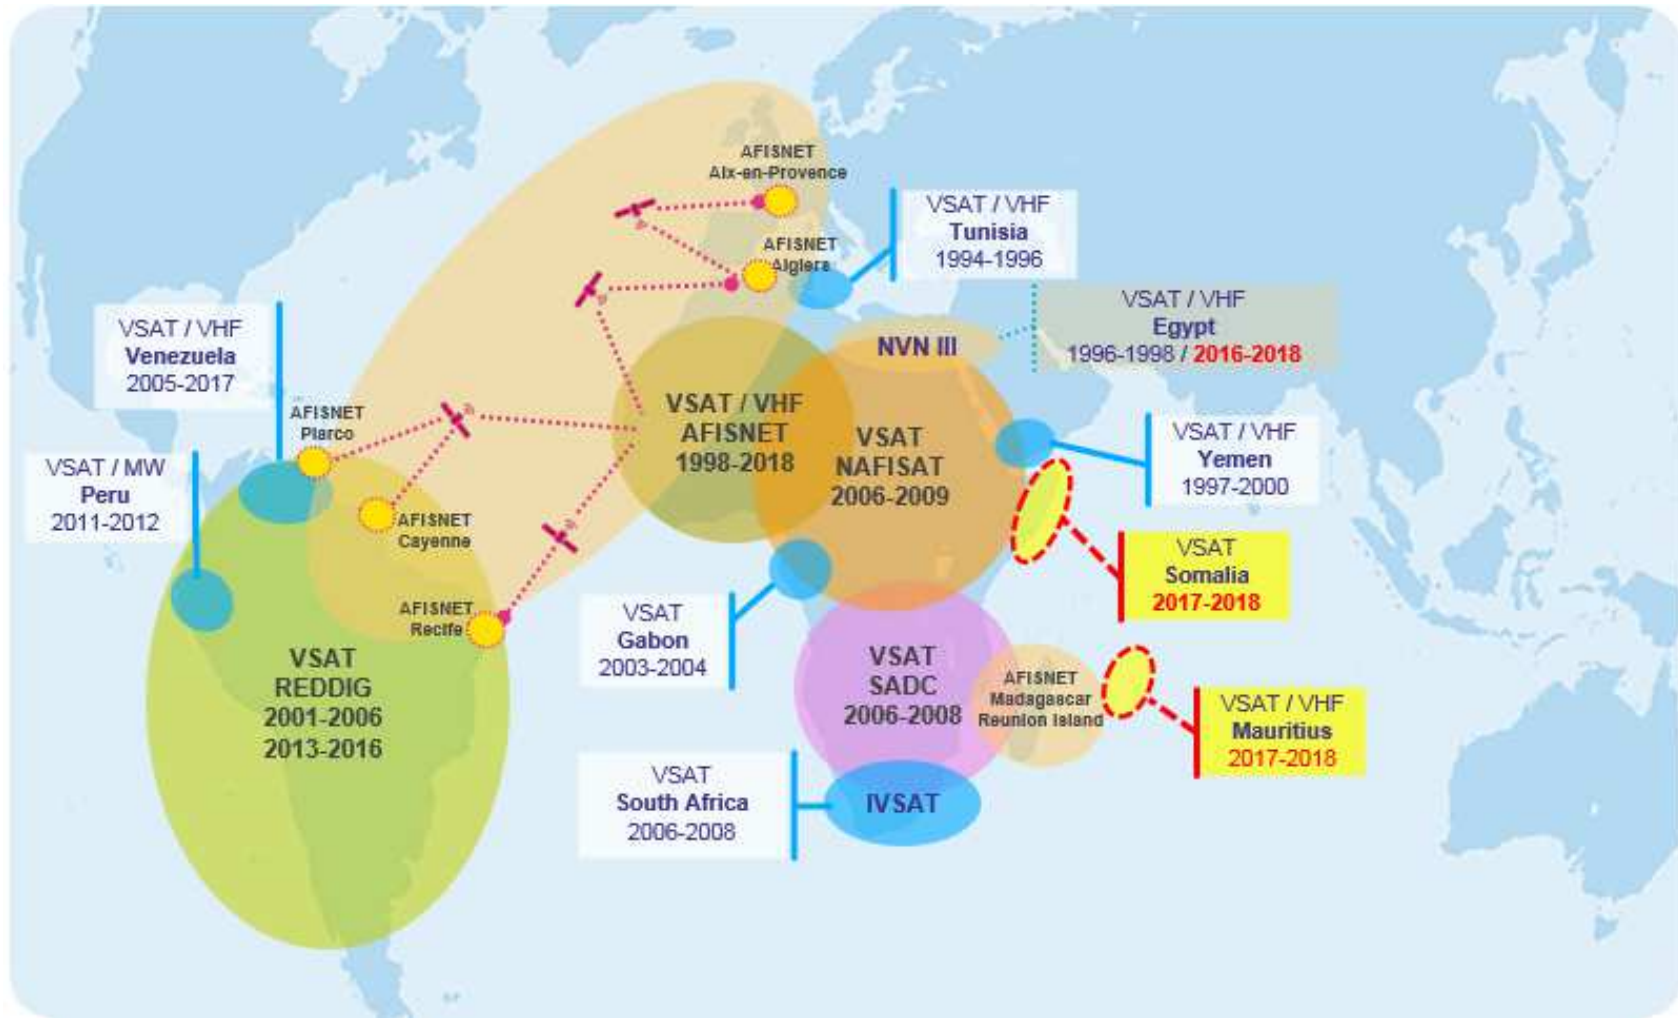 AFISNET
Aix-en-Provence
VSAT / VHF
Tunisia
1994-1996
AFISNET
Algiers
VSAT / VHF
Egypt
1996-1998 / 2016-2018
NVN III
VSAT / VHF
Venezuela
2005-2017
AFISNET
Piarco
VSAT / VHF
AFISNET
1998-2018
VSAT
NAFISAT
2006-2009
VSAT / VHF
Yemen
1997-2000
VSAT / MW
Peru
2011-2012
AFISNET
Cayenne
VSAT
Somalia
2017-2018
AFISNET
Recife
VSAT
Gabon
2003-2004
VSAT
REDDIG
2001-2006
2013-2016
VSAT
SADC
2006-2008
AFISNET
Madagascar
Reunion Island
VSAT / VHF
Mauritius
2017-2018
VSAT
South Africa
2006-2008
IVSAT